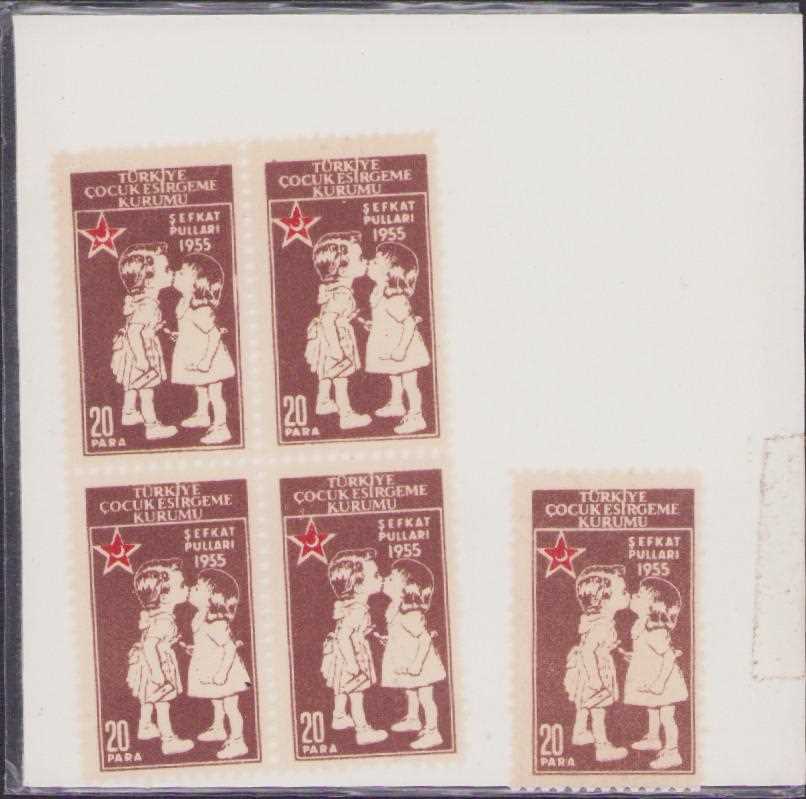 TÜRKİYE
ÇOCUK ESİRGEME
KURUMU
ŞEFKAT
PULLARI
1955
20
PARA
TÜRKİYE
ÇOCUK ESİRGEME
KURUMU
ŞEFKAT
PULLARI
1955
20
PARA
TÜRKİYE
ÇOCUK ESİRGEME
KURUMU
ŞEFKAT
PULLARI
1955
20
PARA
TÜRKİYE
ÇOCUK ESİRGEME
KURUMU
ŞEFKAT
PULLARI
1955
20
PARA
TÜRKİYE
ÇOCUK ESİRGEME
KURUMU
ŞEFKAT
PULLARI
1955
20
PARA